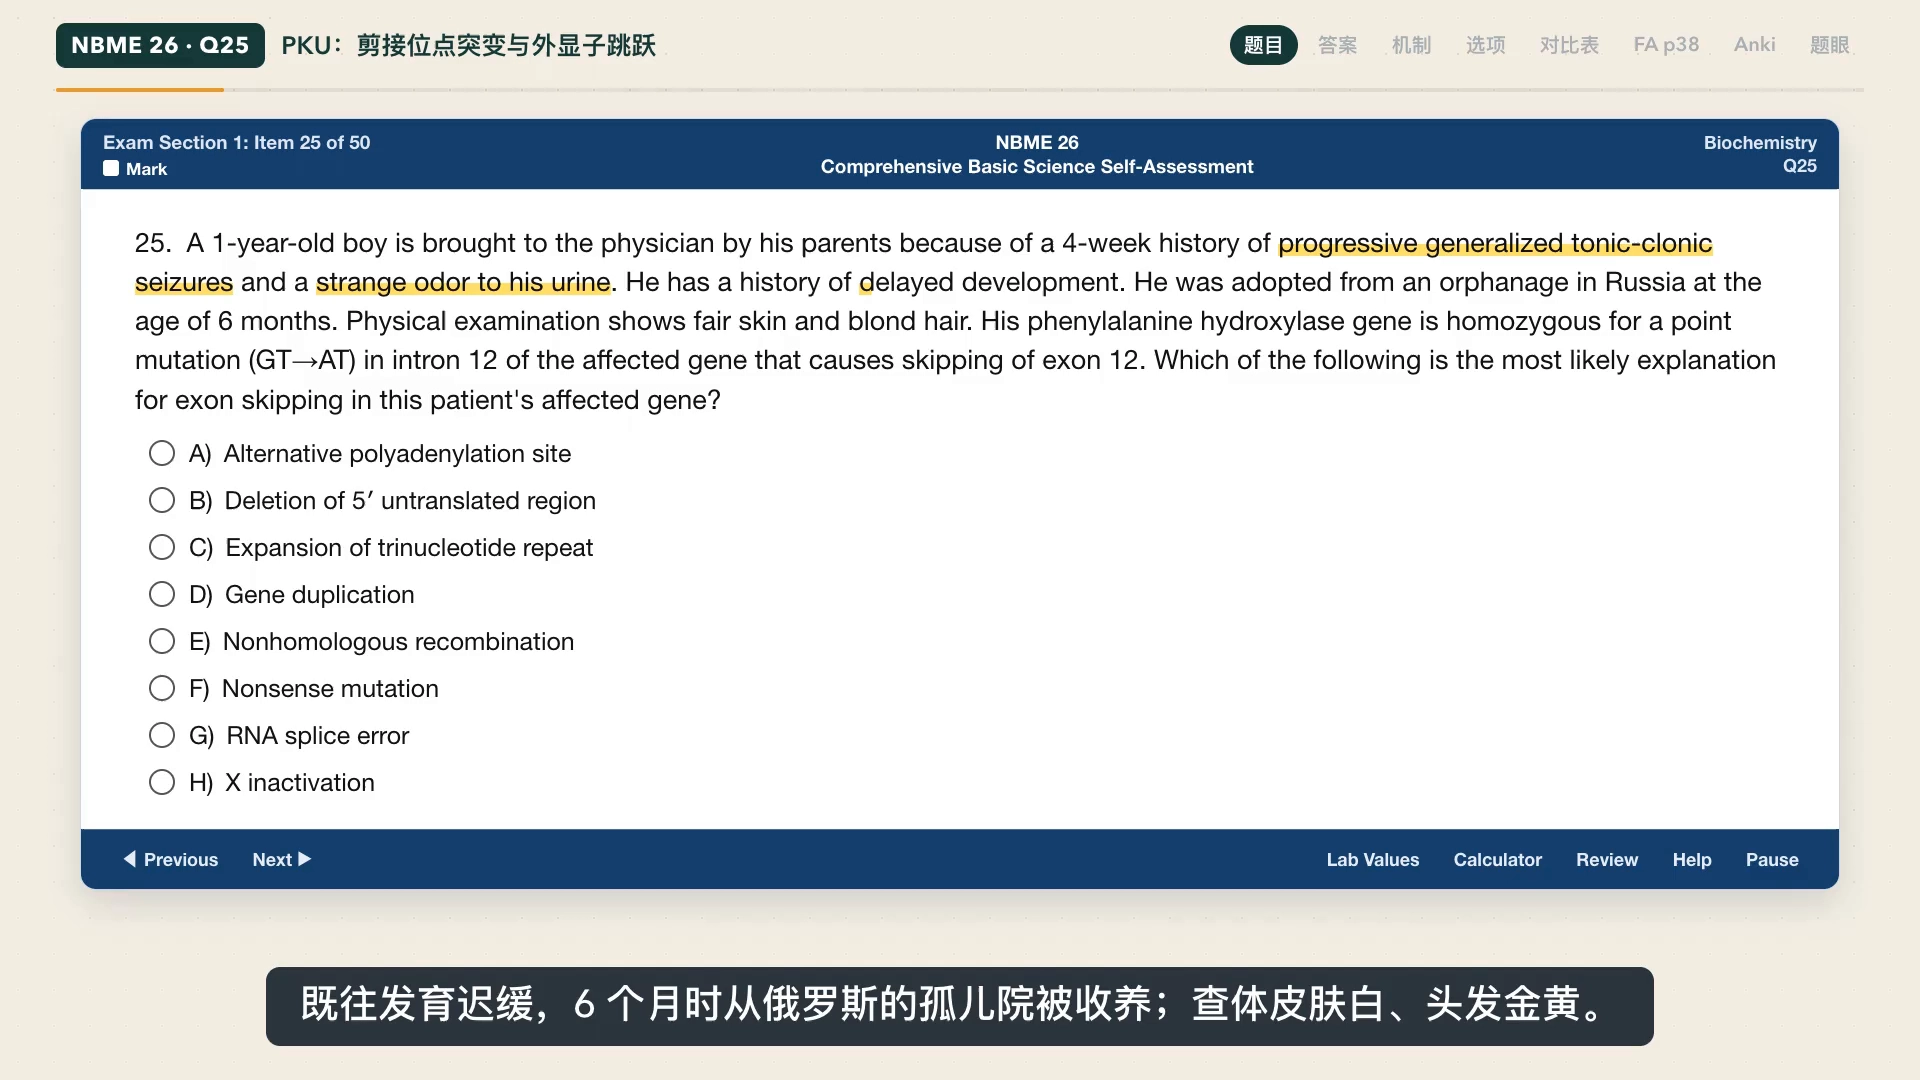 NBME 26 · Q25
PKU：剪接位点突变与外显子跳跃
题目 答案 机制 选项 对比表 FA p38 Anki 题眼
Exam Section 1: Item 25 of 50
Mark
NBME 26
Comprehensive Basic Science Self-Assessment
Biochemistry
Q25
25. A 1-year-old boy is brought to the physician by his parents because of a 4-week history of progressive generalized tonic-clonic
seizures and a strange odor to his urine. He has a history of delayed development. He was adopted from an orphanage in Russia at the
age of 6 months. Physical examination shows fair skin and blond hair. His phenylalanine hydroxylase gene is homozygous for a point
mutation (GT→AT) in intron 12 of the affected gene that causes skipping of exon 12. Which of the following is the most likely explanation
for exon skipping in this patient's affected gene?
A) Alternative polyadenylation site
B) Deletion of 5′ untranslated region
C) Expansion of trinucleotide repeat
D) Gene duplication
E) Nonhomologous recombination
F) Nonsense mutation
G) RNA splice error
H) X inactivation
Previous Next
Lab Values Calculator Review Help Pause
既往发育迟缓，6 个月时从俄罗斯的孤儿院被收养；查体皮肤白、头发金黄。